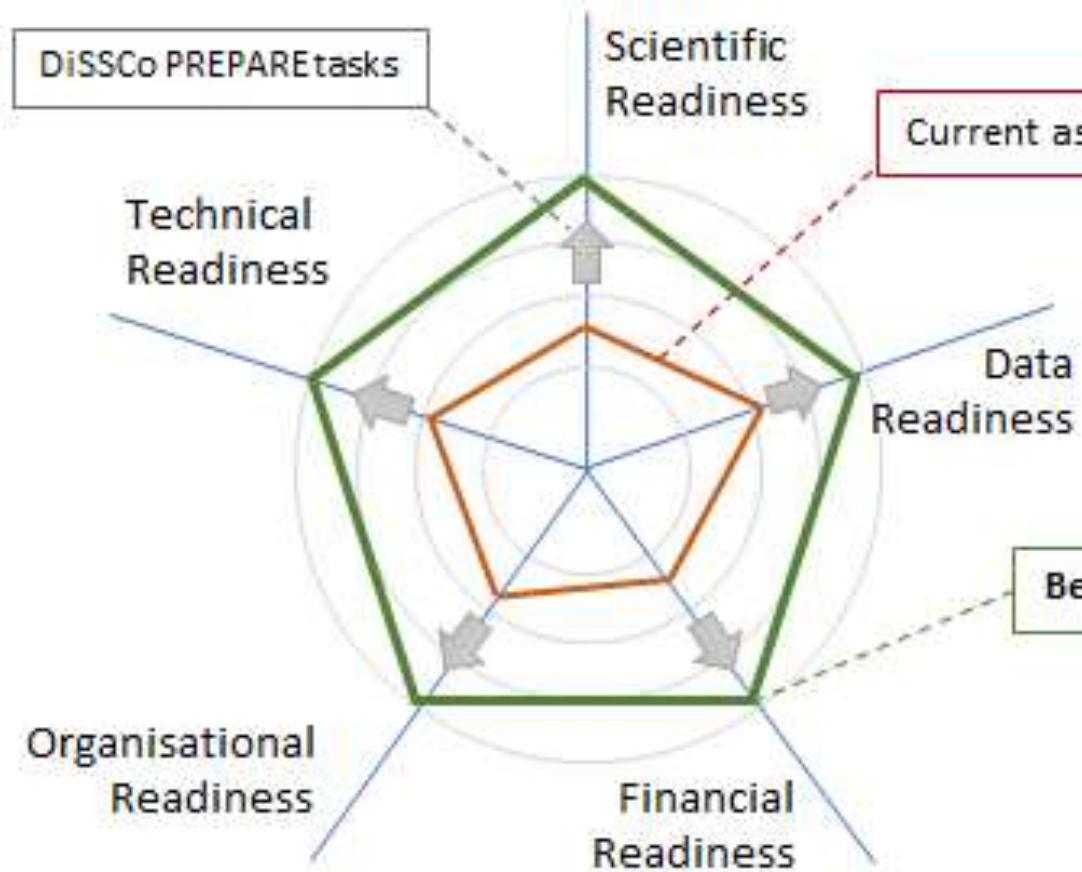 DiSSCo PREPARE tasks
Scientific
Readiness
Current as
Technical
Readiness
Data
Readiness
Be
Organisational
Readiness
Financial
Readiness